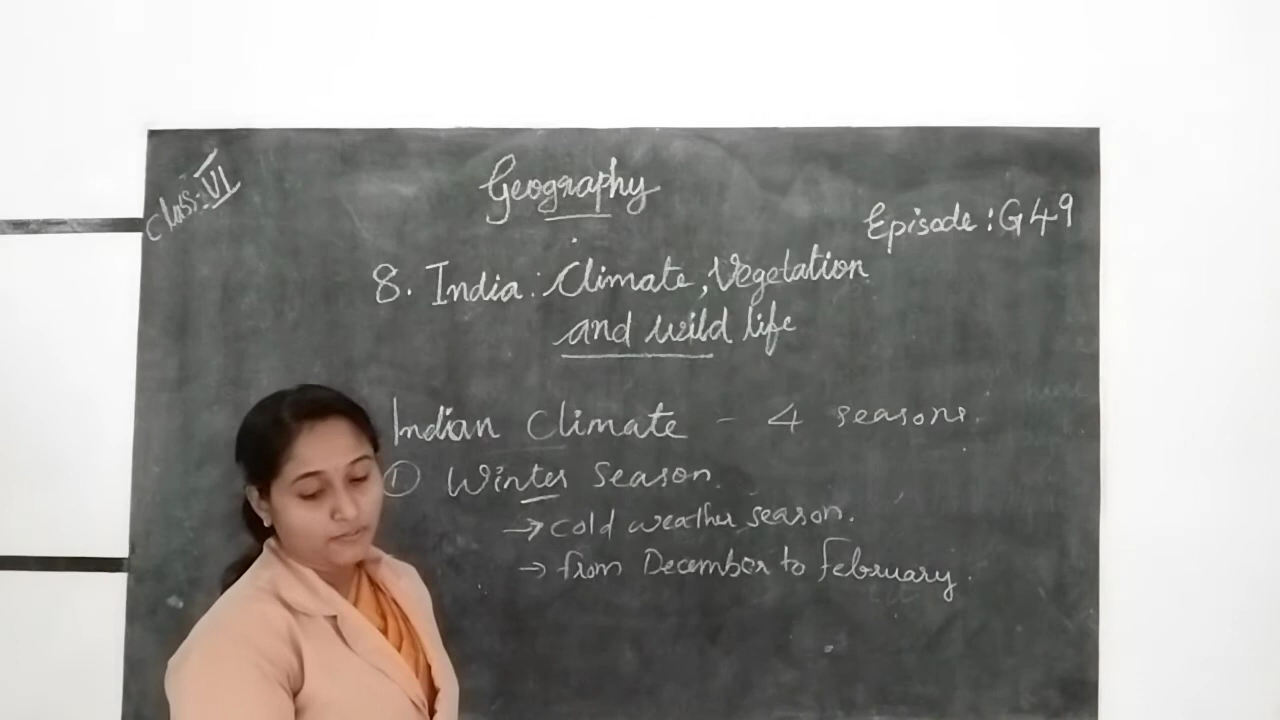 Class: VI
Geography
Episode: G49
8. India: Climate, Vegetation
and wild life
Indian Climate - 4 seasons.
① Winter Season.
→ cold weather season.
→ from December to February.